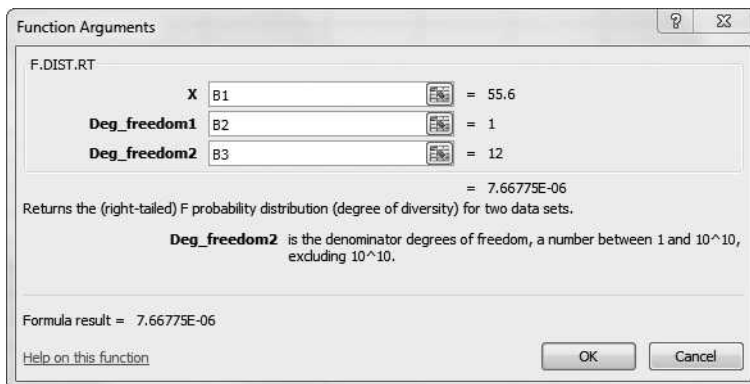 Function Arguments
F.DIST.RT
X B1 = 55.6
Deg_freedom1 B2 = 1
Deg_freedom2 B3 = 12
= 7.66775E-06
Returns the (right-tailed) F probability distribution (degree of diversity) for two data sets.
Deg_freedom2 is the denominator degrees of freedom, a number between 1 and 10^10,
excluding 10^10.
Formula result = 7.66775E-06
Help on this function
OK Cancel